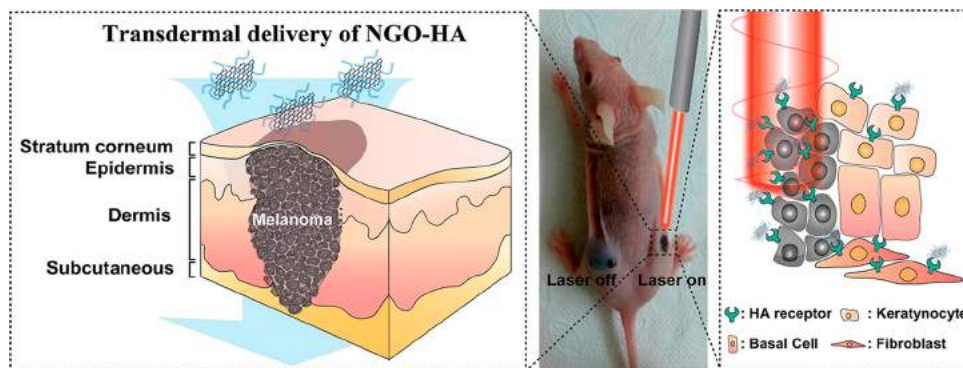 Transdermal delivery of NGO-HA
Stratum corneum
Epidermis
Dermis
Subcutaneous
Melanoma
Laser off
Laser on
: HA receptor
: Keratynocyte
: Basal Cell
: Fibroblast